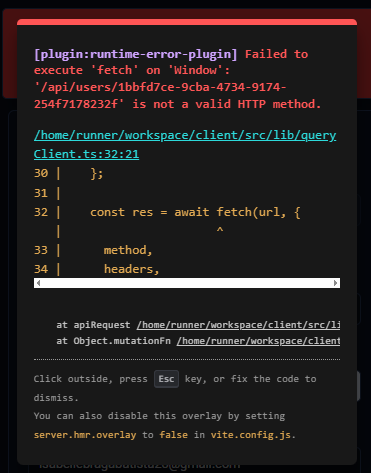 [plugin:runtime-error-plugin] Failed to
execute 'fetch' on 'Window':
'/api/users/1bbfd7ce-9cba-4734-9174-
254f7178232f' is not a valid HTTP method.
/home/runner/workspace/client/src/lib/query
Client.ts:32:21
30 |    };
31 |
32 |    const res = await fetch(url, {
   |                      ^
33 |      method,
34 |      headers,
at apiRequest /home/runner/workspace/client/src/li
at Object.mutationFn /home/runner/workspace/client
Click outside, press Esc key, or fix the code to
dismiss.
You can also disable this overlay by setting
server.hmr.overlay to false in vite.config.js.